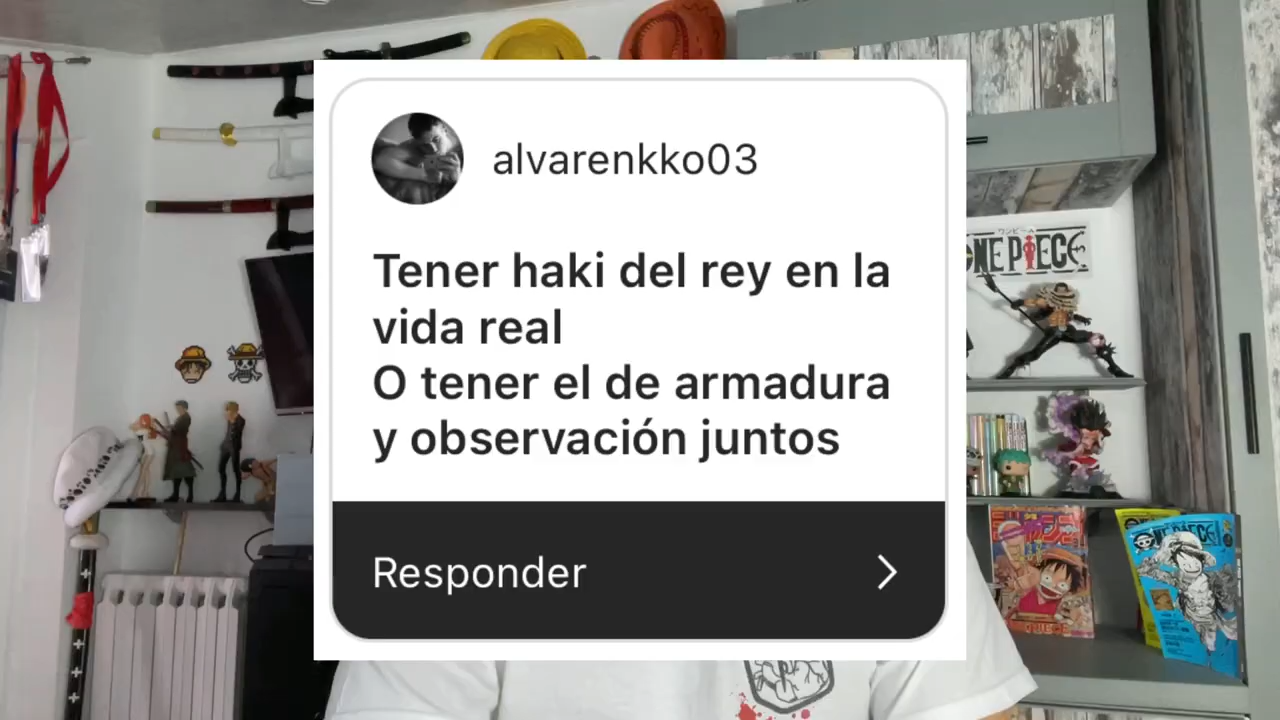 alvarenkko03
Tener haki del rey en la
vida real
O tener el de armadura
y observación juntos
Responder
ONE PIECE